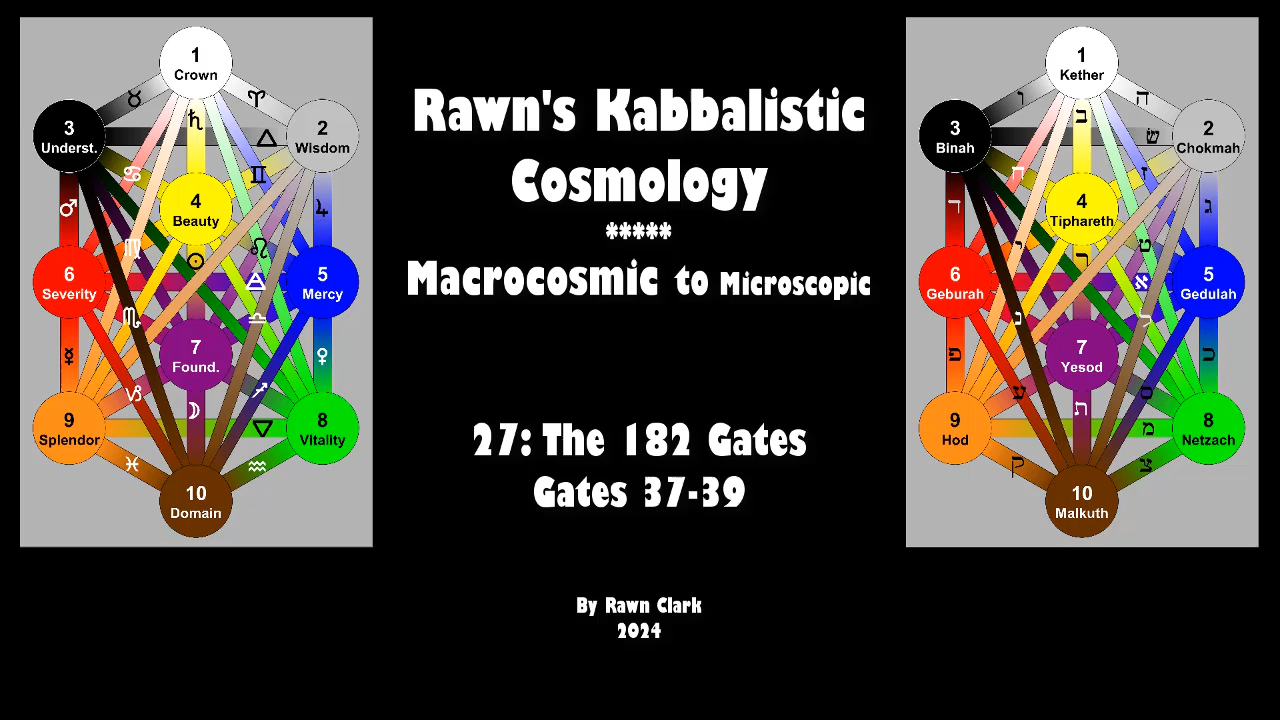 1
Crown
♉ ♈
♄
3
Underst.
2
Wisdom
🜂
♋ ♊
♂ ♃
4
Beauty
♍ ♌
☉
6
Severity
🜁
5
Mercy
♏ ♎
☿ ♀
7
Found.
♑ ♐
☽
9
Splendor
🜄
8
Vitality
♓ ♒
10
Domain
Rawn's Kabbalistic
Cosmology
*****
Macrocosmic to Microscopic
27: The 182 Gates
Gates 37-39
By Rawn Clark
2024
1
Kether
ו ה
ב
3
Binah
2
Chokmah
ש
ח ז
ד ג
4
Tiphareth
י ט
ר
6
Geburah
א
5
Gedulah
נ ל
פ כ
7
Yesod
ע ס
ת
9
Hod
מ
8
Netzach
ק צ
10
Malkuth